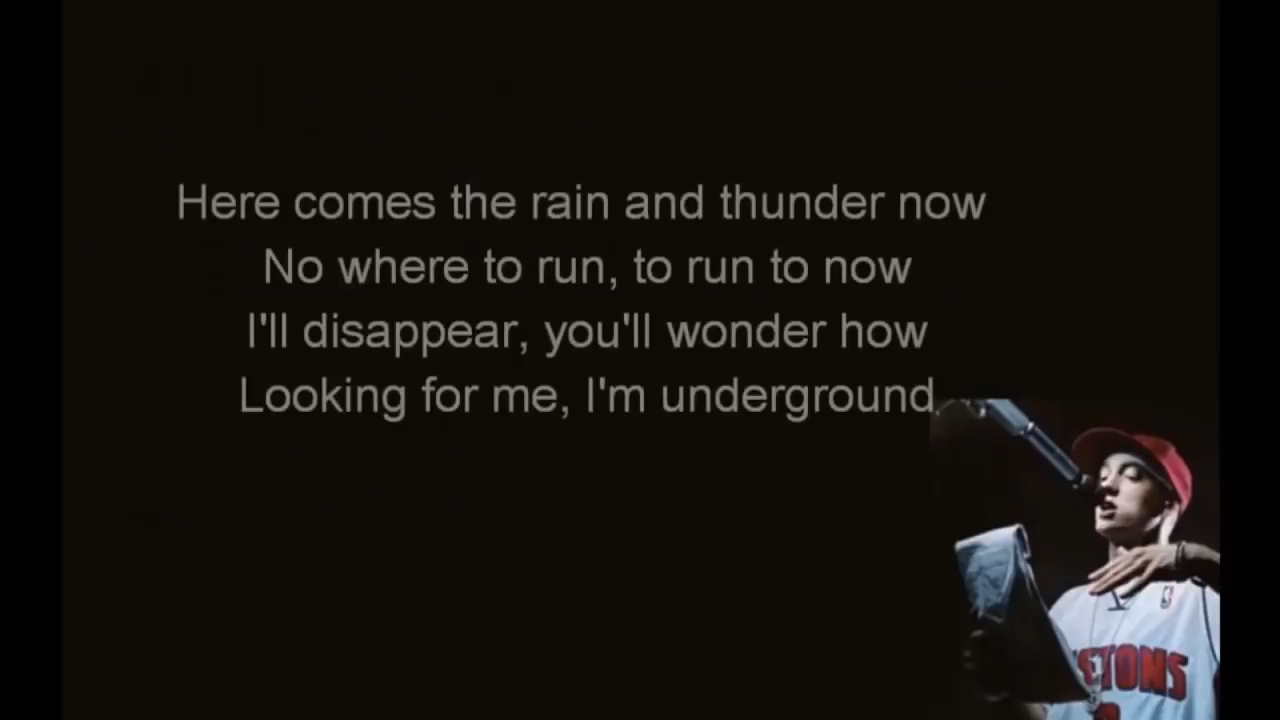 Here comes the rain and thunder now
No where to run, to run to now
I'll disappear, you'll wonder how
Looking for me, I'm underground
STONS